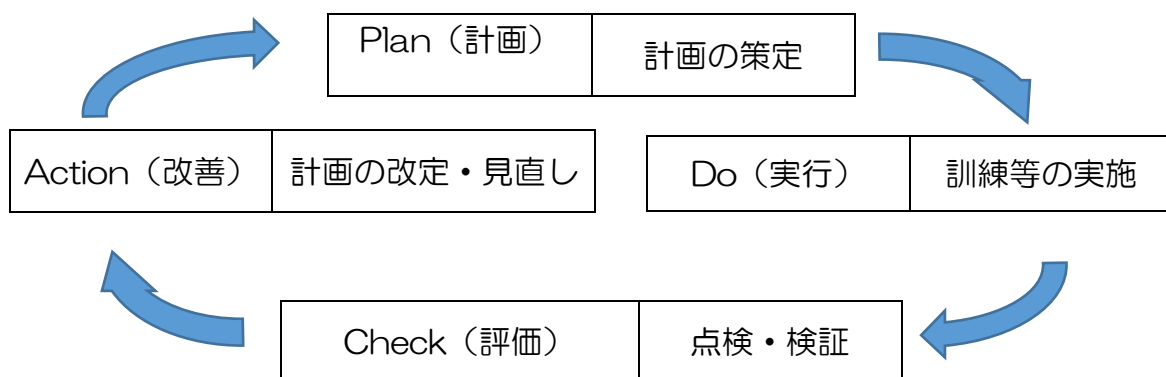 Plan（計画）
計画の策定
Action（改善）
計画の改定・見直し
Do（実行）
訓練等の実施
Check（評価）
点検・検証